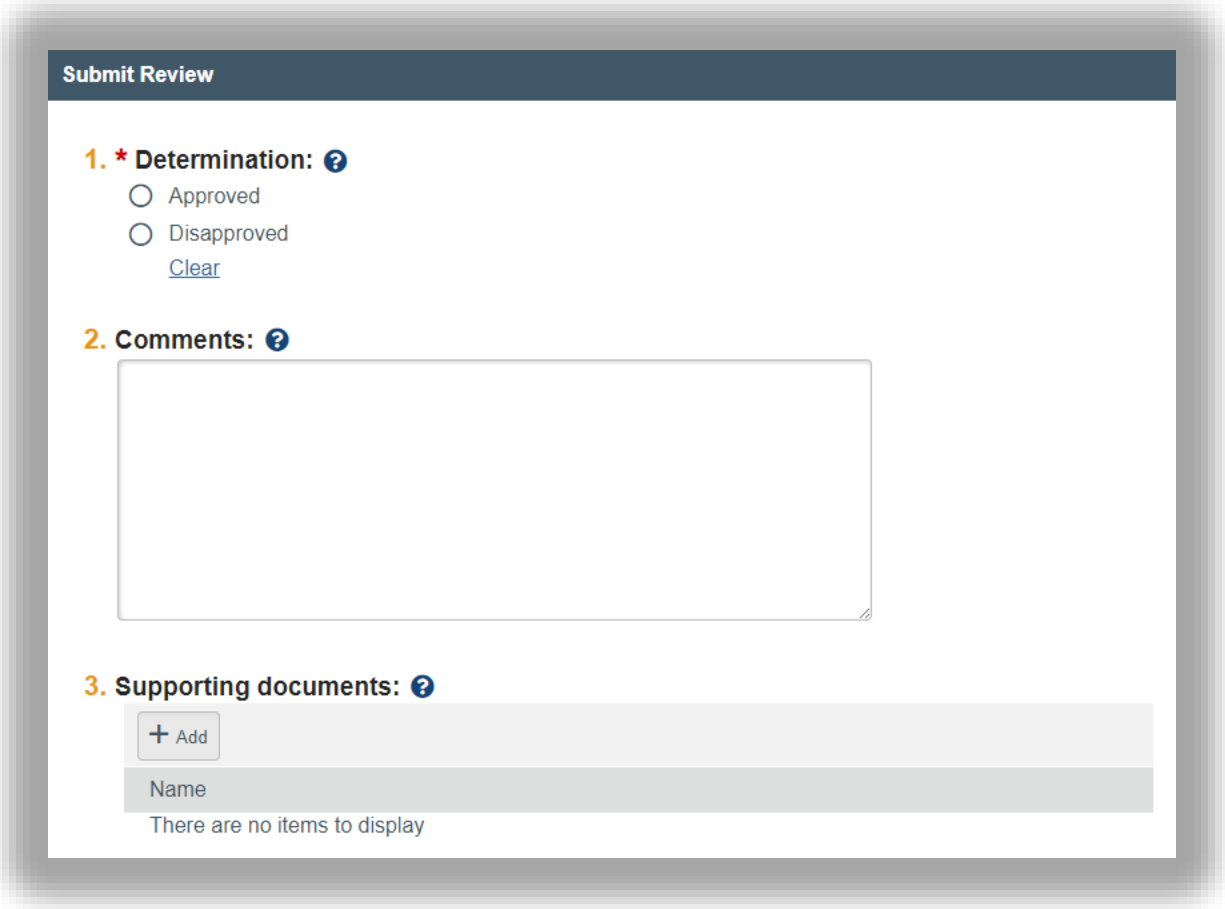 Submit Review
1. * Determination: ?
Approved
Disapproved
Clear
2. Comments: ?
3. Supporting documents: ?
+ Add
Name
There are no items to display